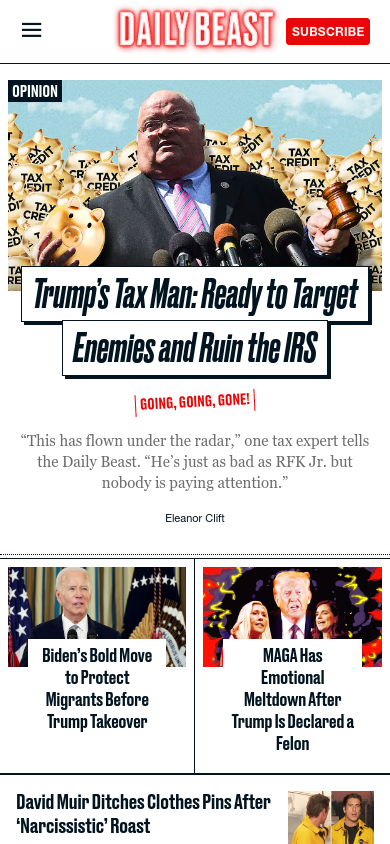 DAILY BEAST
SUBSCRIBE
OPINION
TAX CREDIT
TAX CREDIT
TAX CREDIT
TAX CREDIT
Trump's Tax Man: Ready to Target
Enemies and Ruin the IRS
GOING, GOING, GONE!
“This has flown under the radar,” one tax expert tells
the Daily Beast. “He’s just as bad as RFK Jr. but
nobody is paying attention.”
Eleanor Clift
Biden’s Bold Move
to Protect
Migrants Before
Trump Takeover
MAGA Has
Emotional
Meltdown After
Trump Is Declared a
Felon
David Muir Ditches Clothes Pins After
‘Narcissistic’ Roast